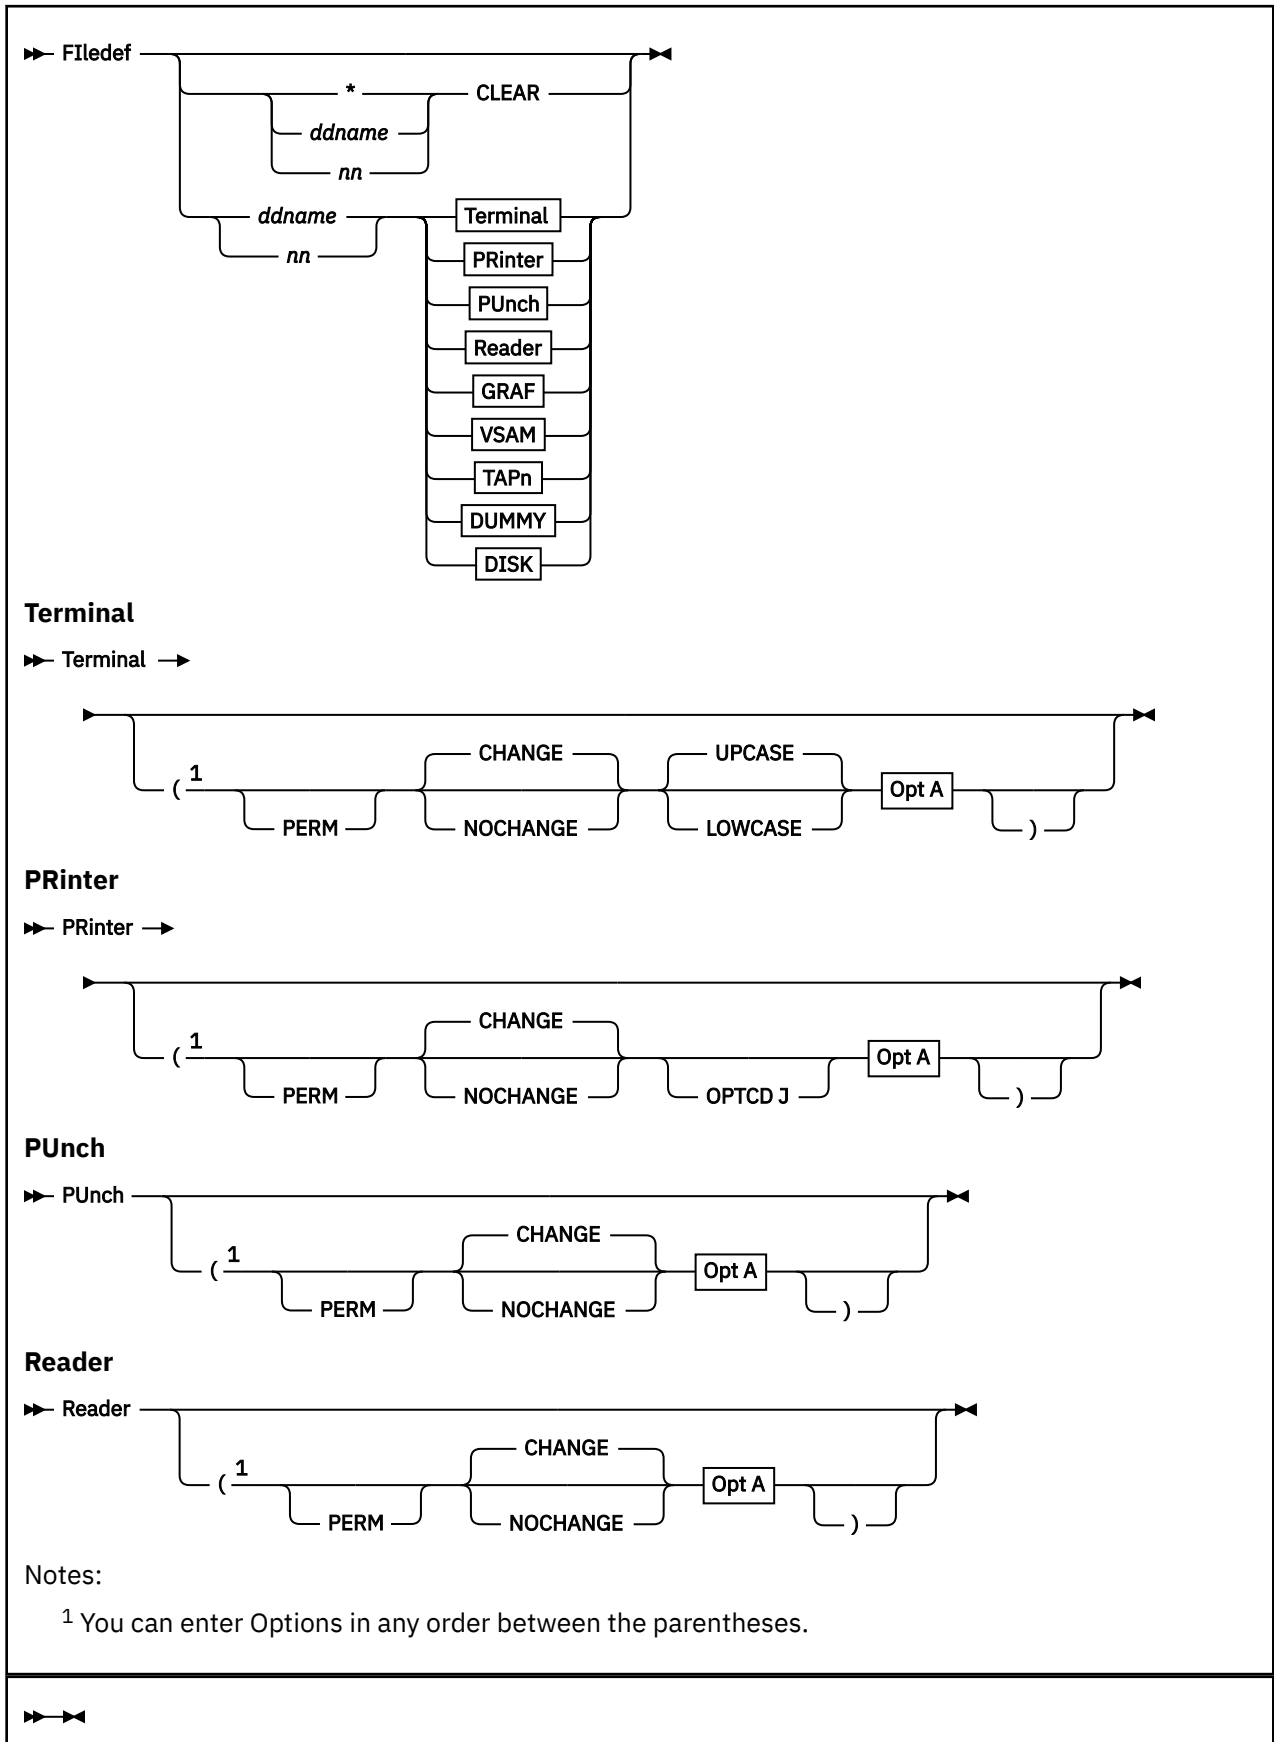 FIledef
* CLEAR
ddname
nn
ddname Terminal
nn PRinter
PUnch
Reader
GRAF
VSAM
TAPn
DUMMY
DISK
Terminal
Terminal
CHANGE UPCASE
( 1 Opt A
PERM NOCHANGE LOWCASE )
PRinter
PRinter
CHANGE
( 1 Opt A
PERM NOCHANGE OPTCD J )
PUnch
PUnch
CHANGE
( 1 Opt A
PERM NOCHANGE )
Reader
Reader
CHANGE
( 1 Opt A
PERM NOCHANGE )
Notes:
1 You can enter Options in any order between the parentheses.